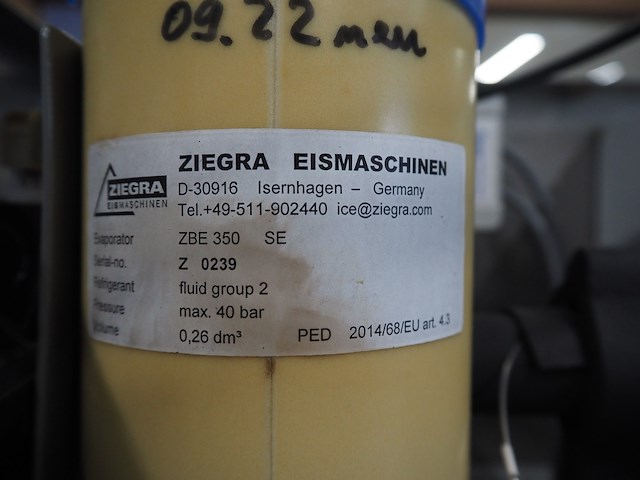 09.22 neu
ZIEGRA EISMASCHINEN
ZIEGRA
EISMASCHINEN
D-30916 Isernhagen – Germany
Tel.+49-511-902440 ice@ziegra.com
Evaporator ZBE 350 SE
Serial-no. Z 0239
Refrigerant fluid group 2
Pressure max. 40 bar
Volume 0,26 dm³ PED 2014/68/EU art. 4.3